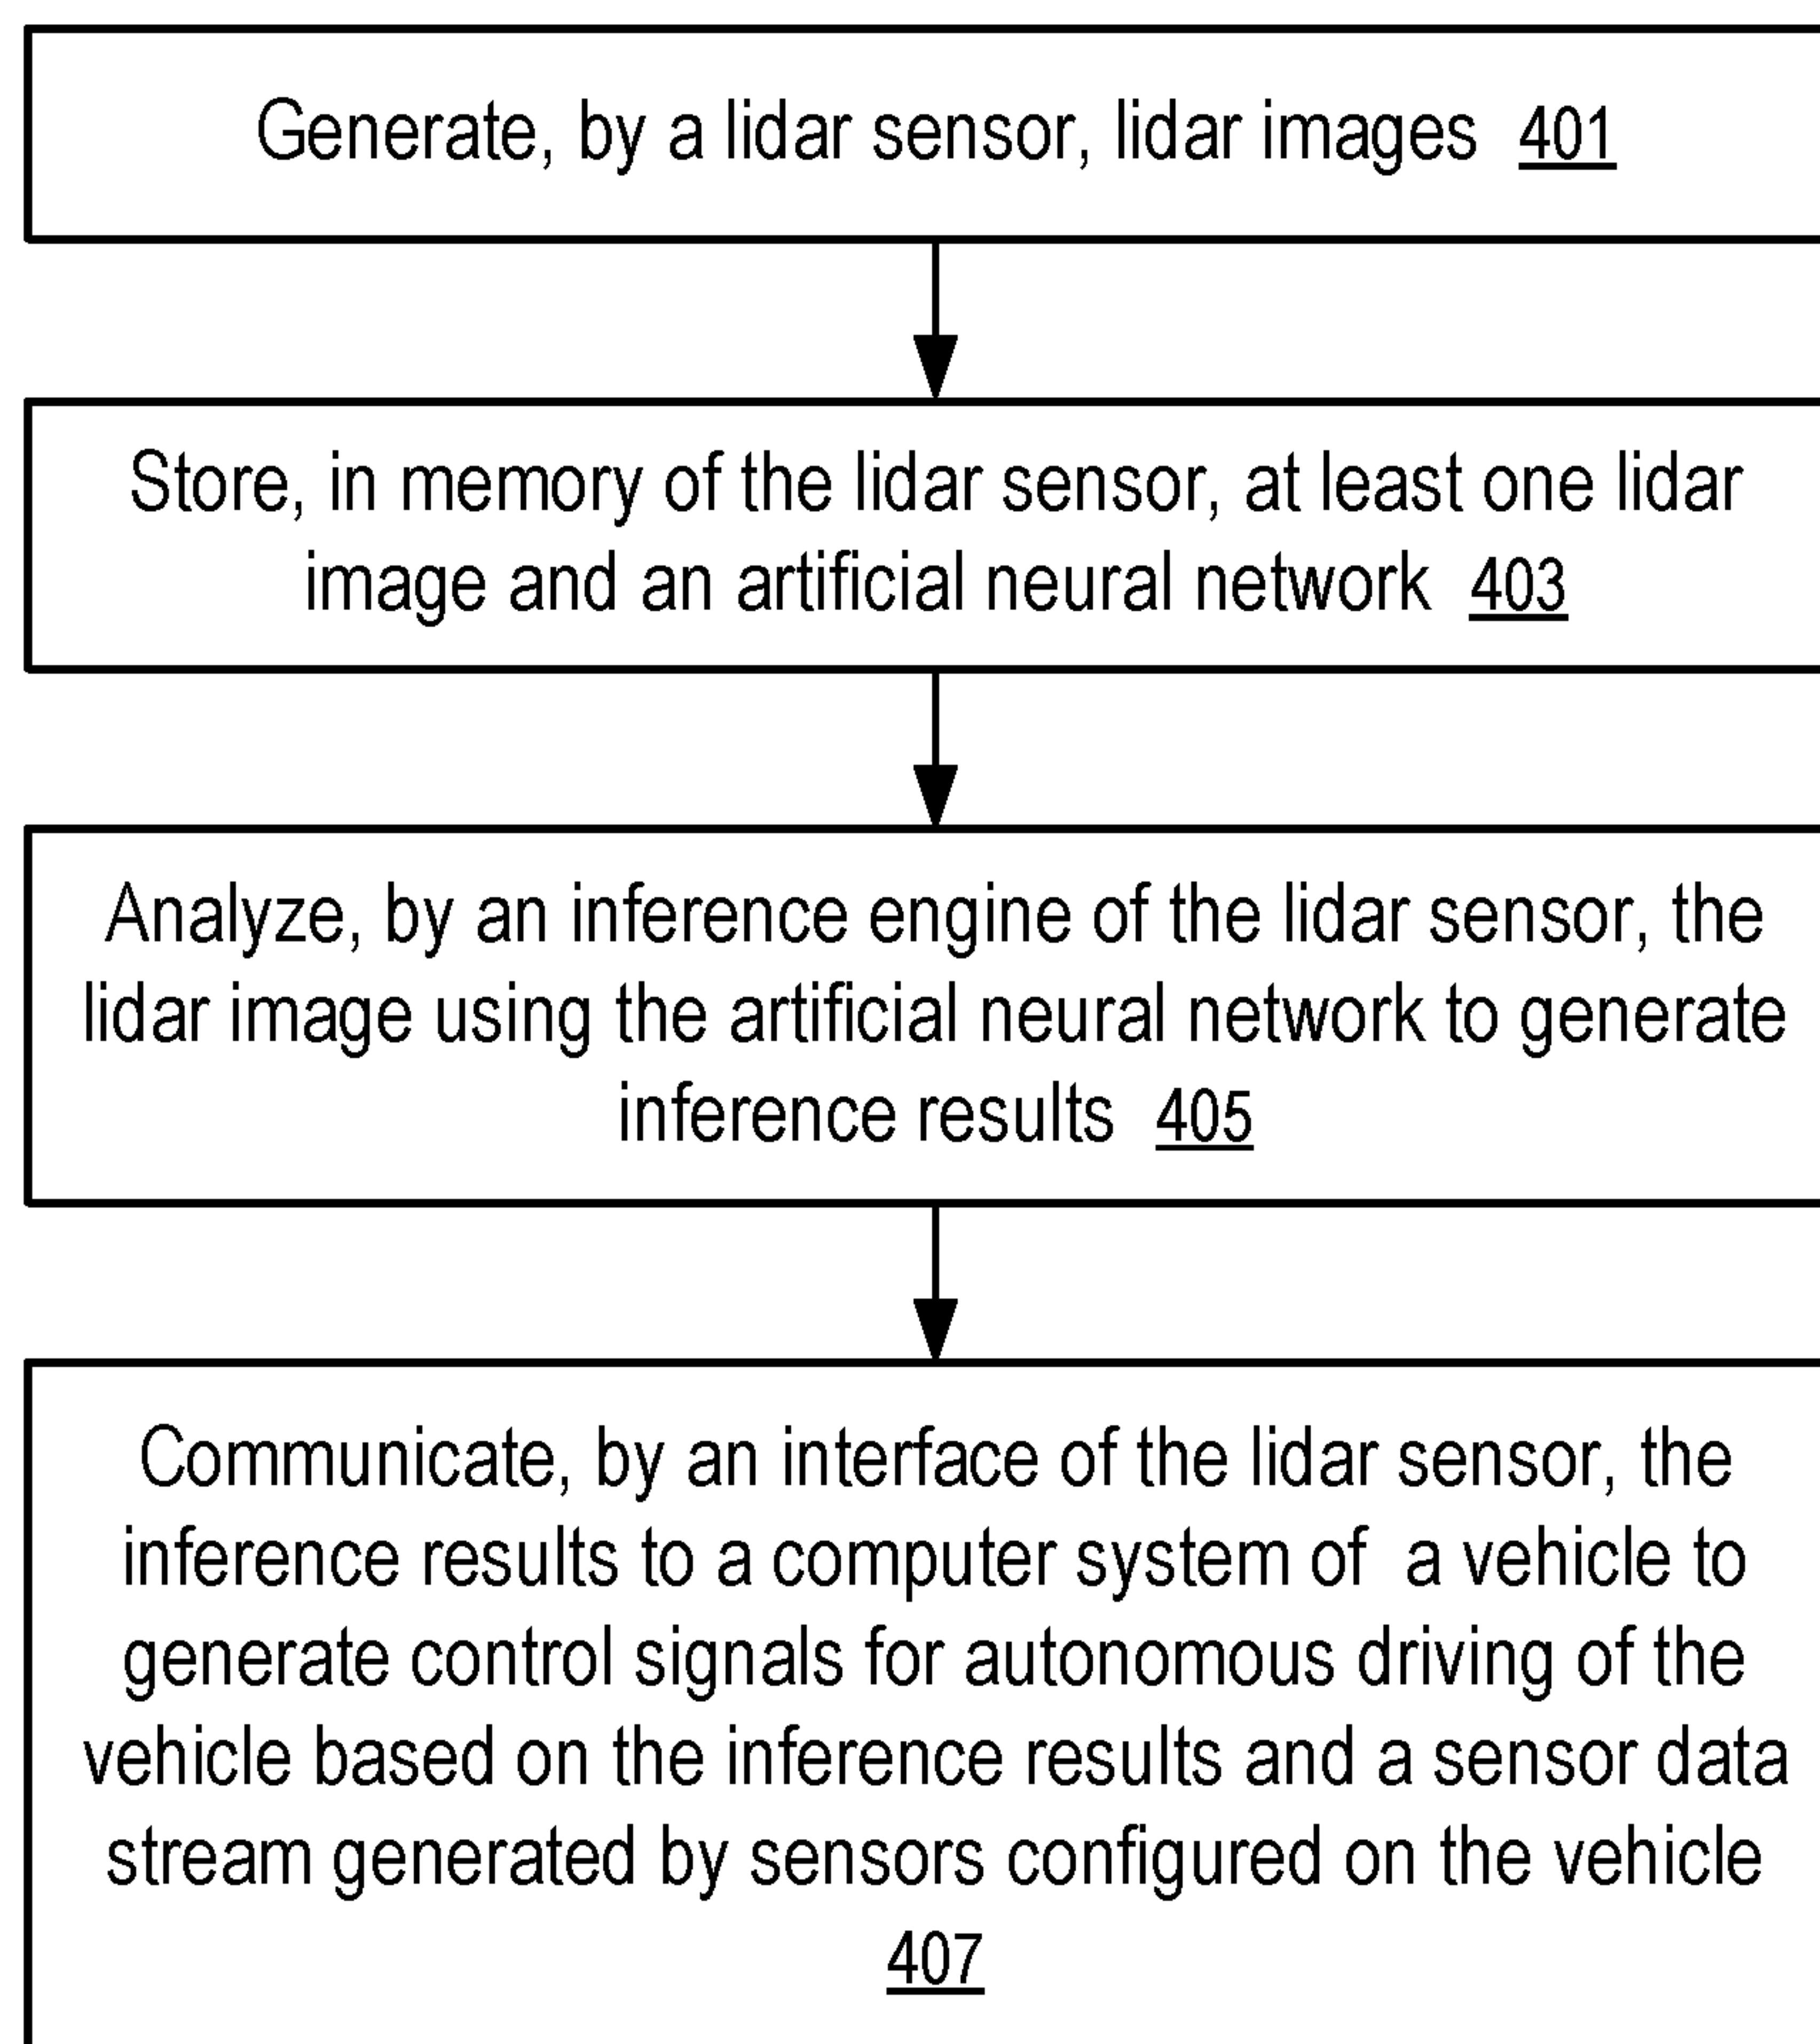 Generate, by a lidar sensor, lidar images 401
Store, in memory of the lidar sensor, at least one lidar
image and an artificial neural network 403
Analyze, by an inference engine of the lidar sensor, the
lidar image using the artificial neural network to generate
inference results 405
Communicate, by an interface of the lidar sensor, the
inference results to a computer system of a vehicle to
generate control signals for autonomous driving of the
vehicle based on the inference results and a sensor data
stream generated by sensors configured on the vehicle
407